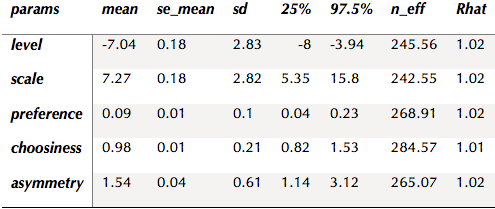 params mean se_mean sd 25% 97.5% n_eff Rhat
level -7.04 0.18 2.83 -8 -3.94 245.56 1.02
scale 7.27 0.18 2.82 5.35 15.8 242.55 1.02
preference 0.09 0.01 0.1 0.04 0.23 268.91 1.02
choosiness 0.98 0.01 0.21 0.82 1.53 284.57 1.01
asymmetry 1.54 0.04 0.61 1.14 3.12 265.07 1.02